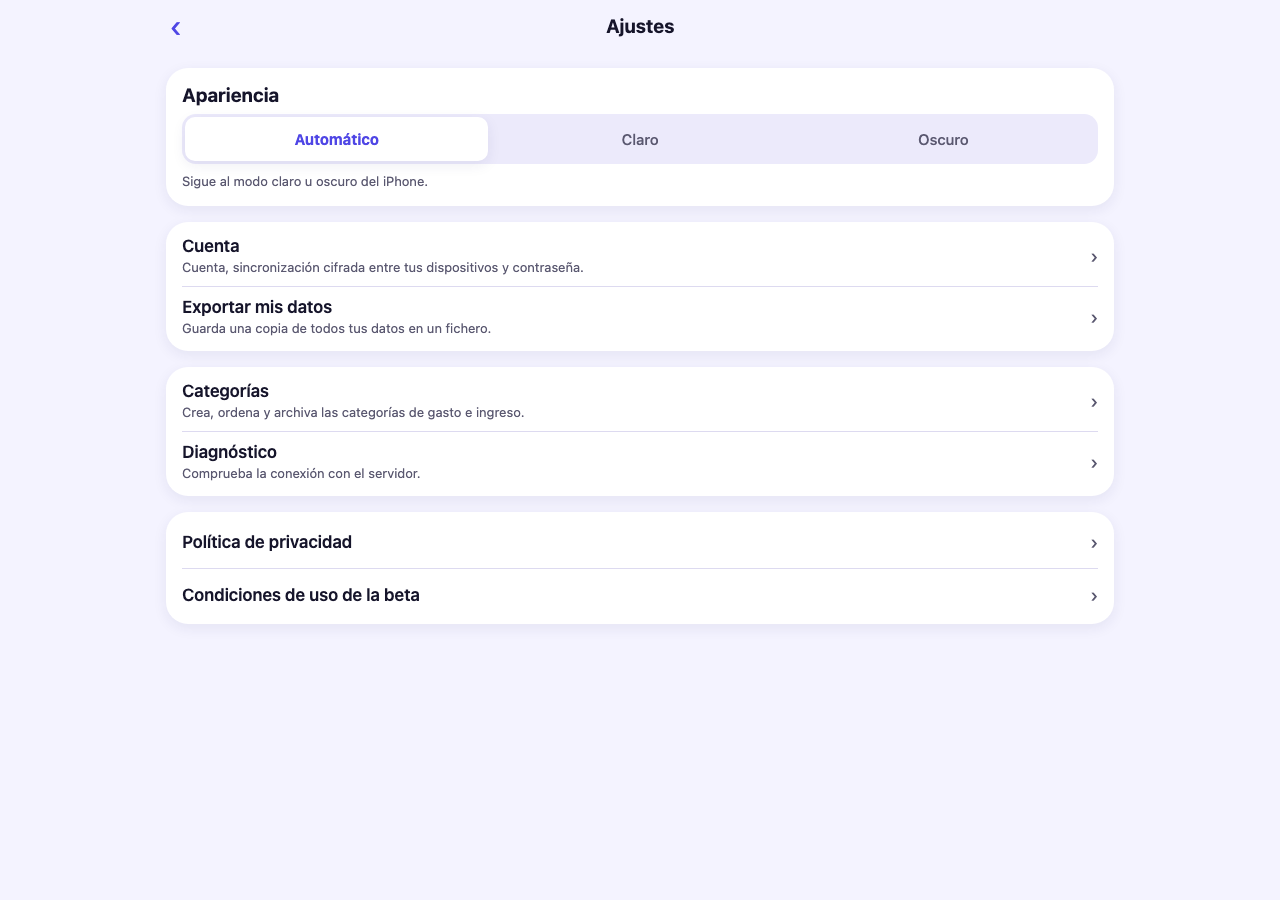 Ajustes
Apariencia
Automático
Claro
Oscuro
Sigue al modo claro u oscuro del iPhone.
Cuenta
Cuenta, sincronización cifrada entre tus dispositivos y contraseña.
Exportar mis datos
Guarda una copia de todos tus datos en un fichero.
Categorías
Crea, ordena y archiva las categorías de gasto e ingreso.
Diagnóstico
Comprueba la conexión con el servidor.
Política de privacidad
Condiciones de uso de la beta